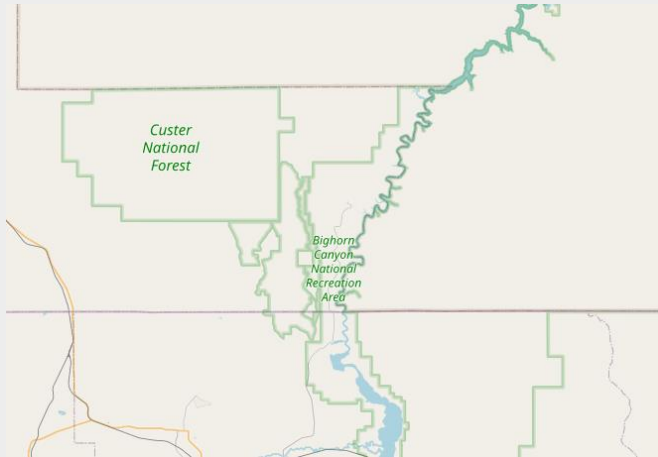 Custer
National
Forest
Bighorn
Canyon
National
Recreation
Area